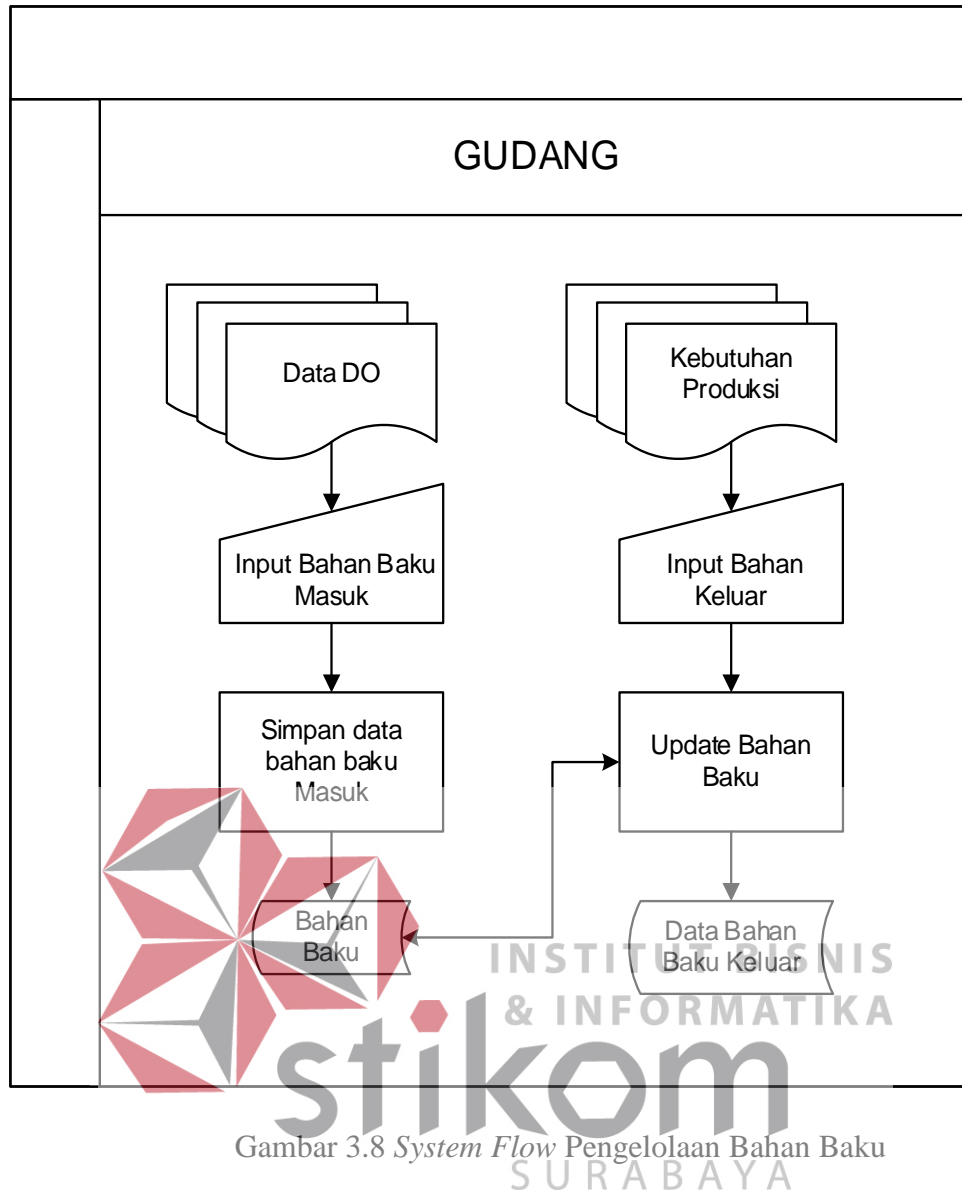 GUDANG
Data DO
Kebutuhan
Produksi
Input Bahan Baku
Masuk
Input Bahan
Keluar
Simpan data
bahan baku
Masuk
Update Bahan
Baku
Bahan
Baku
Data Bahan
Baku Keluar
INSTITUT BISNIS
& INFORMATIKA
stikom
SURABAYA
Gambar 3.8 System Flow Pengelolaan Bahan Baku